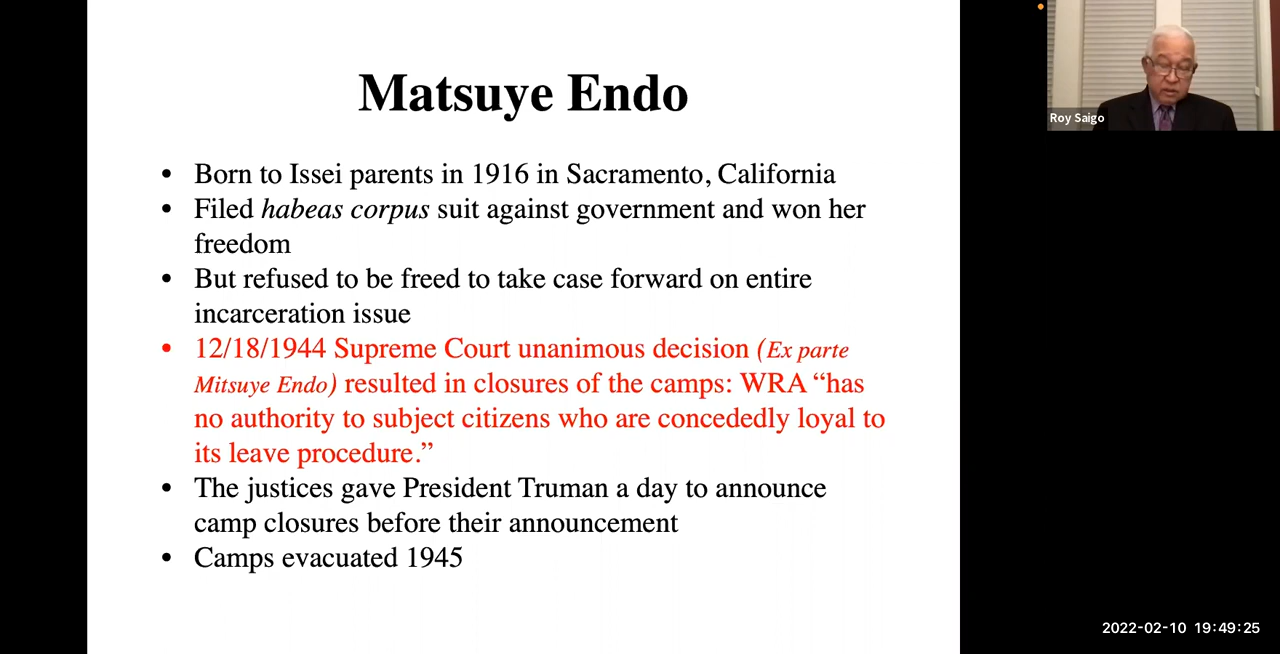 Matsuye Endo
Roy Saigo
• Born to Issei parents in 1916 in Sacramento, California
• Filed habeas corpus suit against government and won her
freedom
• But refused to be freed to take case forward on entire
incarceration issue
• 12/18/1944 Supreme Court unanimous decision (Ex parte
Mitsuye Endo) resulted in closures of the camps: WRA “has
no authority to subject citizens who are concededly loyal to
its leave procedure.”
• The justices gave President Truman a day to announce
camp closures before their announcement
• Camps evacuated 1945
2022-02-10 19:49:25